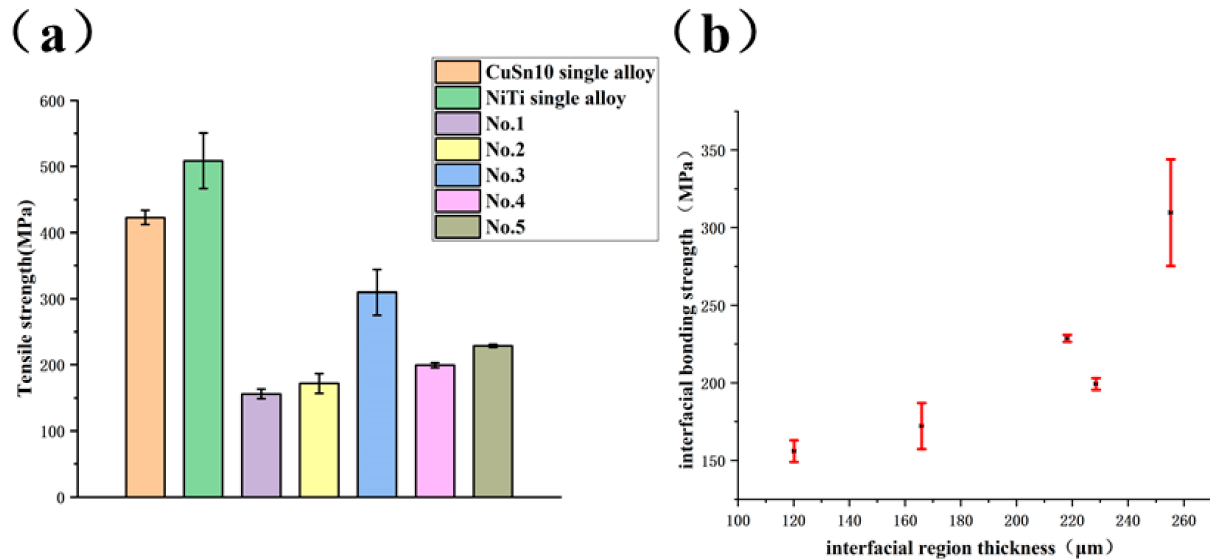 （a）
CuSn10 single alloy
NiTi single alloy
No.1
No.2
No.3
No.4
No.5
Tensile strength(MPa)
600
500
400
300
200
100
0
（b）
interfacial bonding strength （MPa）
350
300
250
200
150
100 120 140 160 180 200 220 240 260
interfacial region thickness（μm）